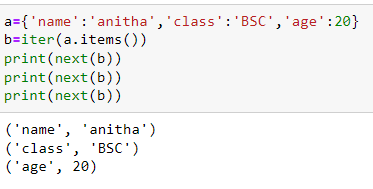 a={'name':'anitha','class':'BSC','age':20}
b=iter(a.items())
print(next(b))
print(next(b))
print(next(b))
('name', 'anitha')
('class', 'BSC')
('age', 20)